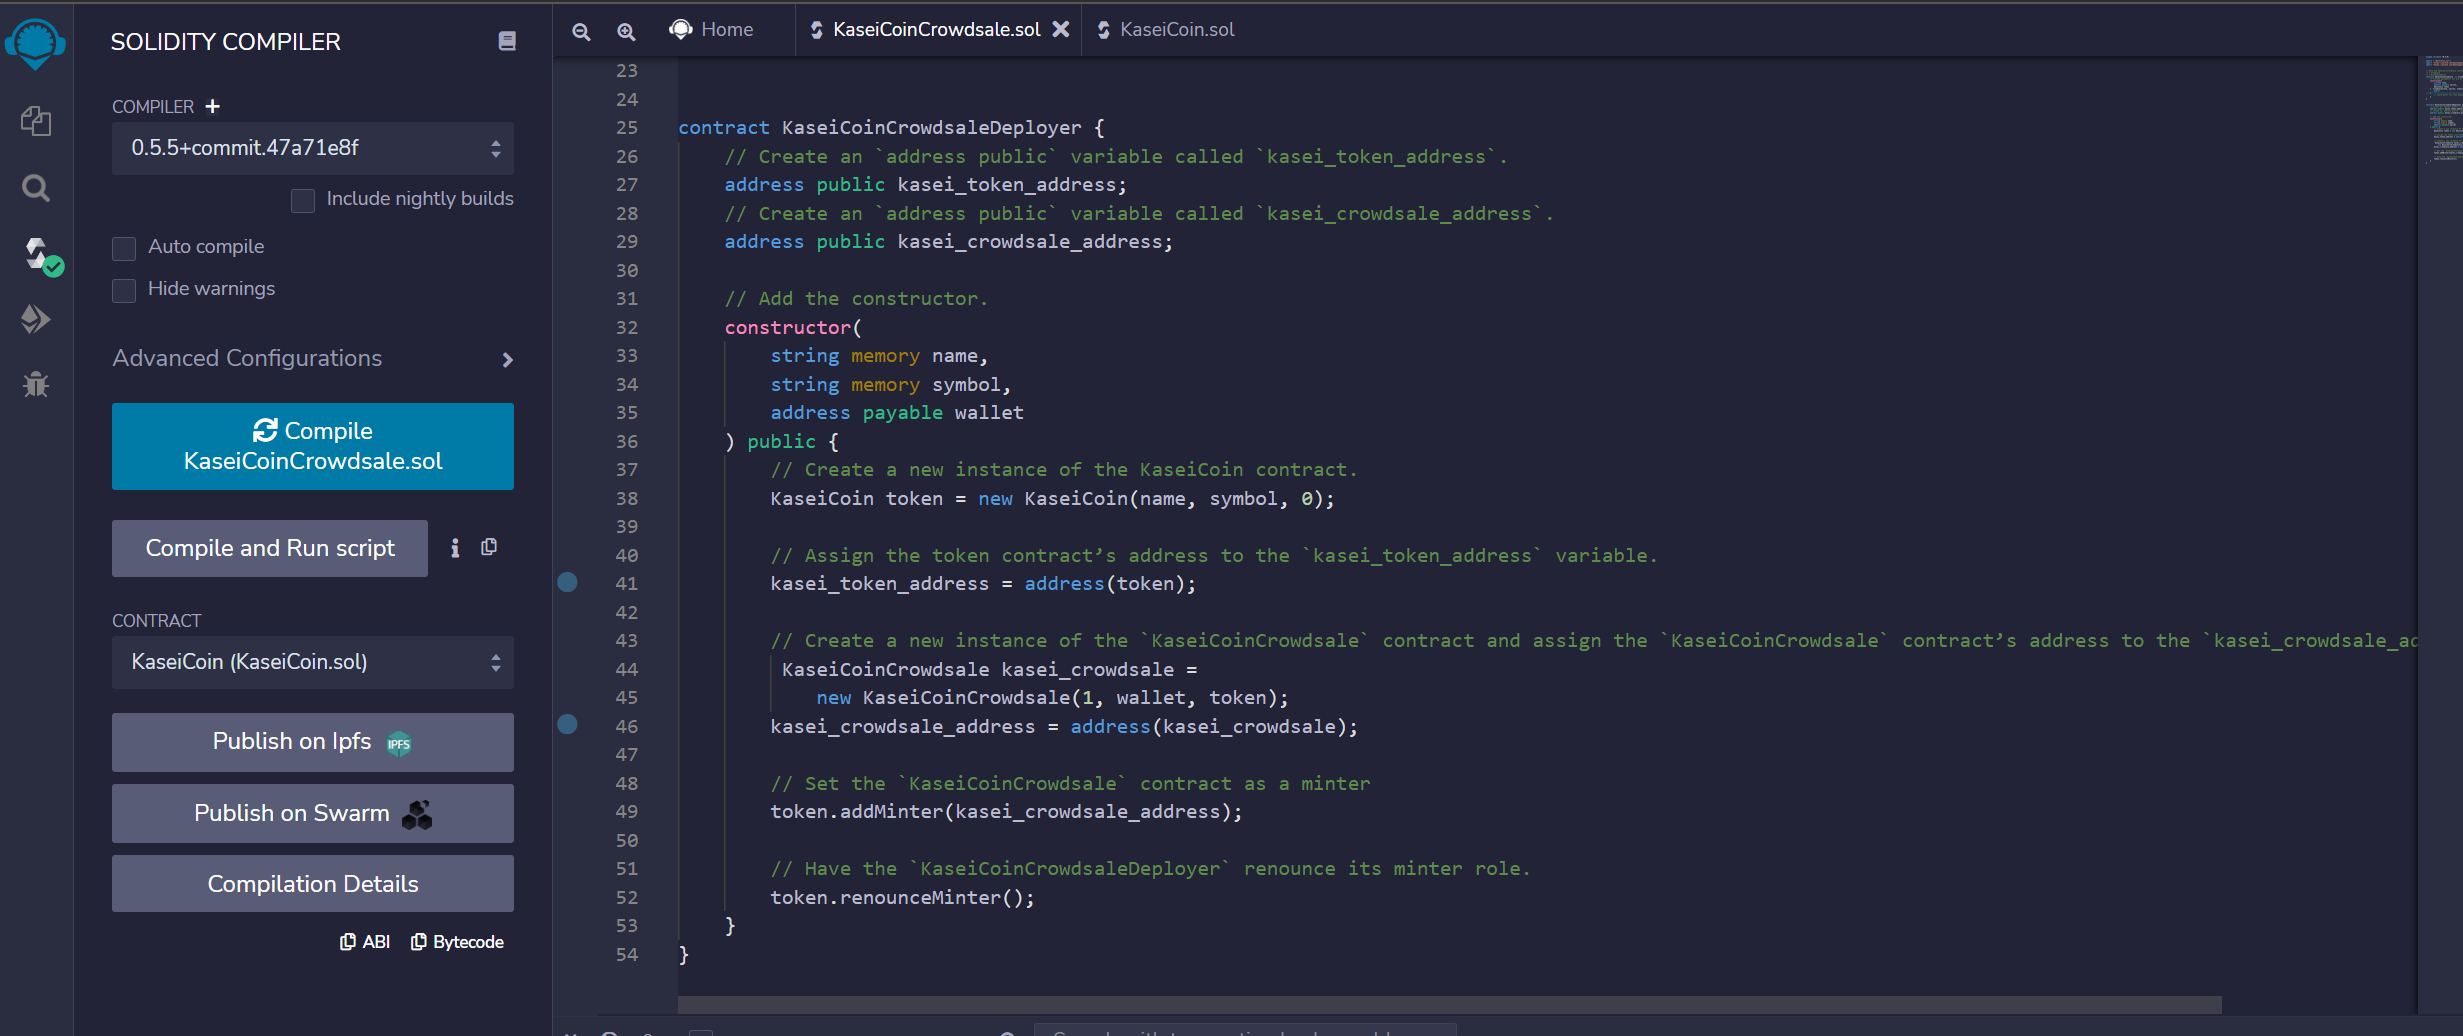 SOLIDITY COMPILER
COMPILER +
0.5.5+commit.47a71e8f
Include nightly builds
Auto compile
Hide warnings
Advanced Configurations
Compile
KaseiCoinCrowdsale.sol
Compile and Run script
CONTRACT
KaseiCoin (KaseiCoin.sol)
Publish on Ipfs IPFS
Publish on Swarm
Compilation Details
ABI Bytecode
Home KaseiCoinCrowdsale.sol KaseiCoin.sol
23
24
25 contract KaseiCoinCrowdsaleDeployer {
26 // Create an `address public` variable called `kasei_token_address`.
27 address public kasei_token_address;
28 // Create an `address public` variable called `kasei_crowdsale_address`.
29 address public kasei_crowdsale_address;
30
31 // Add the constructor.
32 constructor(
33 string memory name,
34 string memory symbol,
35 address payable wallet
36 ) public {
37 // Create a new instance of the KaseiCoin contract.
38 KaseiCoin token = new KaseiCoin(name, symbol, 0);
39
40 // Assign the token contract’s address to the `kasei_token_address` variable.
41 kasei_token_address = address(token);
42
43 // Create a new instance of the `KaseiCoinCrowdsale` contract and assign the `KaseiCoinCrowdsale` contract’s address to the `kasei_crowdsale_ad
44 KaseiCoinCrowdsale kasei_crowdsale =
45 new KaseiCoinCrowdsale(1, wallet, token);
46 kasei_crowdsale_address = address(kasei_crowdsale);
47
48 // Set the `KaseiCoinCrowdsale` contract as a minter
49 token.addMinter(kasei_crowdsale_address);
50
51 // Have the `KaseiCoinCrowdsaleDeployer` renounce its minter role.
52 token.renounceMinter();
53 }
54 }